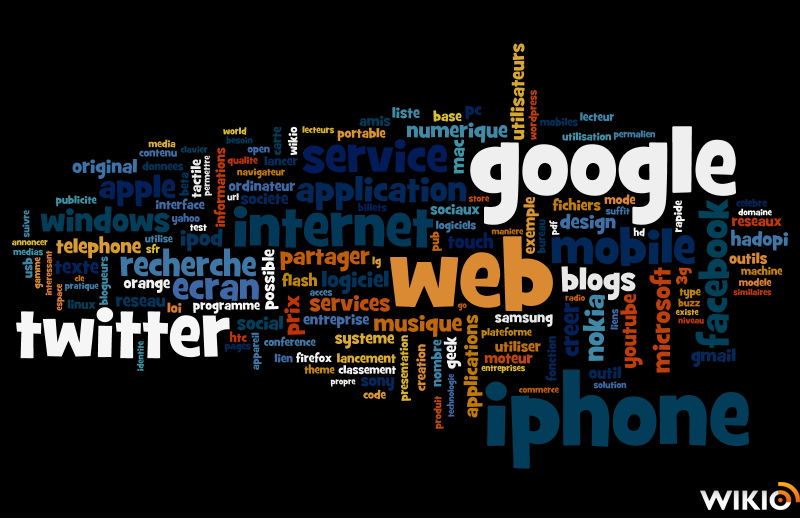 utilisateurs
wordpress
liste
base
pc
amis
numerique
mobiles
lecteur
world
besoin
carte
wikio
lecteurs
portable
utilisation
permalien
media
contenu
clavier
open
service
mac
google
original
donnees
tactile
permettre
informations
qualite
lancer
navigateur
apple
beta
url
ordinateur
societe
application
store
publicite
interface
billets
sociaux
exemple
fichiers
mode
celebre
suivre
windows
yahoo
test
internet
logiciels
bureau
pdf
suffit
design
hd
rapide
domaine
reseaux
annoncer
telephone
utilise
sfr
ipod
pub
touch
maniere
mobile
facebook
hadopi
medias
usb
gamme
interessant
texte
blogueurs
recherche
possible
partager
lg
web
blogs
3g
outils
machine
cle
pratique
orange
ecran
flash
logiciel
microsoft
modele
espace
linux
reseau
loi
programme
prix
services
go
radio
nokia
youtube
type
buzz
similaires
twitter
social
entreprise
musique
samsung
creer
liens
existe
niveau
htc
pages
appareil
conference
systeme
applications
plateforme
identite
lien
firefox
lancement
presentation
creation
nombre
geek
utiliser
moteur
fonction
gmail
theme
classement
entreprises
outil
propre
acces
sony
technologie
commerce
solution
code
produit
iphone
WIKIO